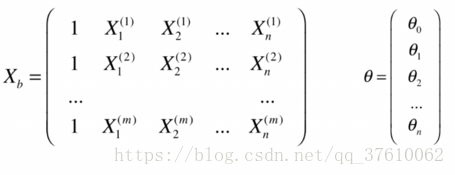 X_b = ( 1 X_1^{(1)} X_2^{(1)} ... X_n^{(1)}
1 X_1^{(2)} X_2^{(2)} ... X_n^{(2)}
... ...
1 X_1^{(m)} X_2^{(m)} ... X_n^{(m)} )
θ = ( θ_0
θ_1
θ_2
...
θ_n )
https://blog.csdn.net/qq_37610062